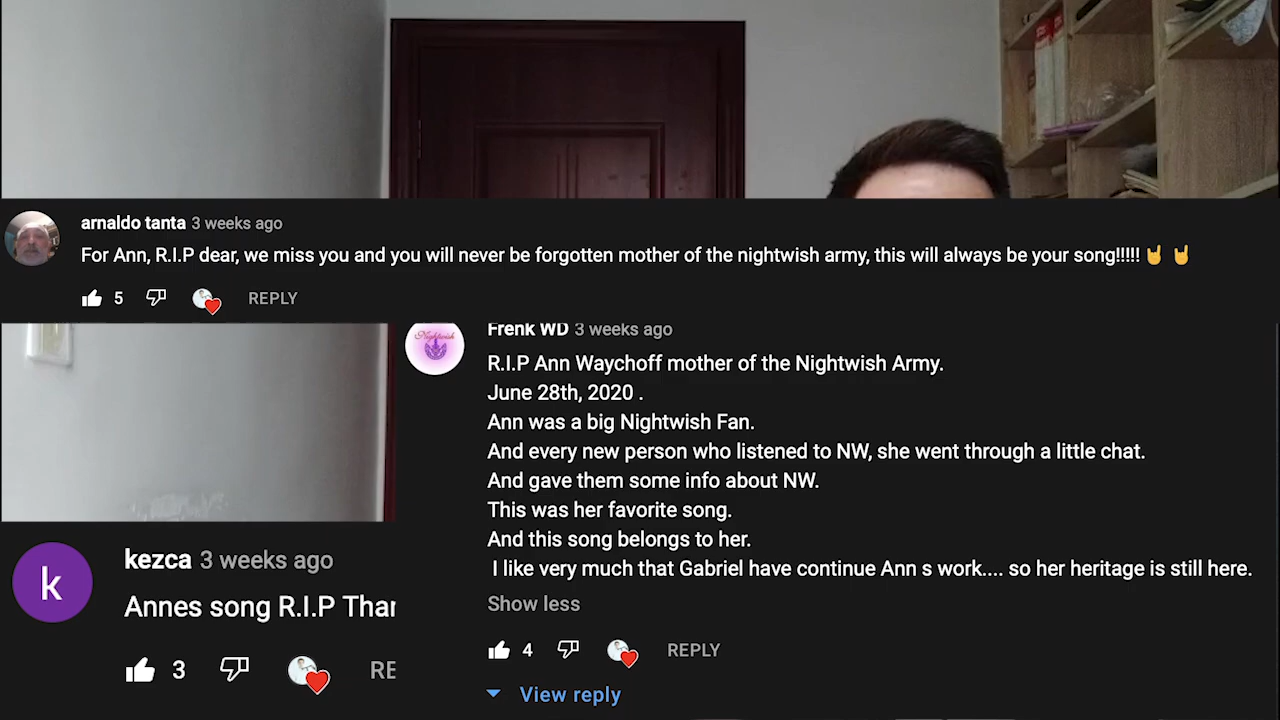 arnaldo tanta 3 weeks ago
For Ann, R.I.P dear, we miss you and you will never be forgotten mother of the nightwish army, this will always be your song!!!!! 🤘 🤘
5 REPLY
Nightwish
Frenk WD 3 weeks ago
R.I.P Ann Waychoff mother of the Nightwish Army.
June 28th, 2020 .
Ann was a big Nightwish Fan.
And every new person who listened to NW, she went through a little chat.
And gave them some info about NW.
This was her favorite song.
And this song belongs to her.
I like very much that Gabriel have continue Ann s work.... so her heritage is still here.
Show less
4 REPLY
View reply
k
kezca 3 weeks ago
Annes song R.I.P
3